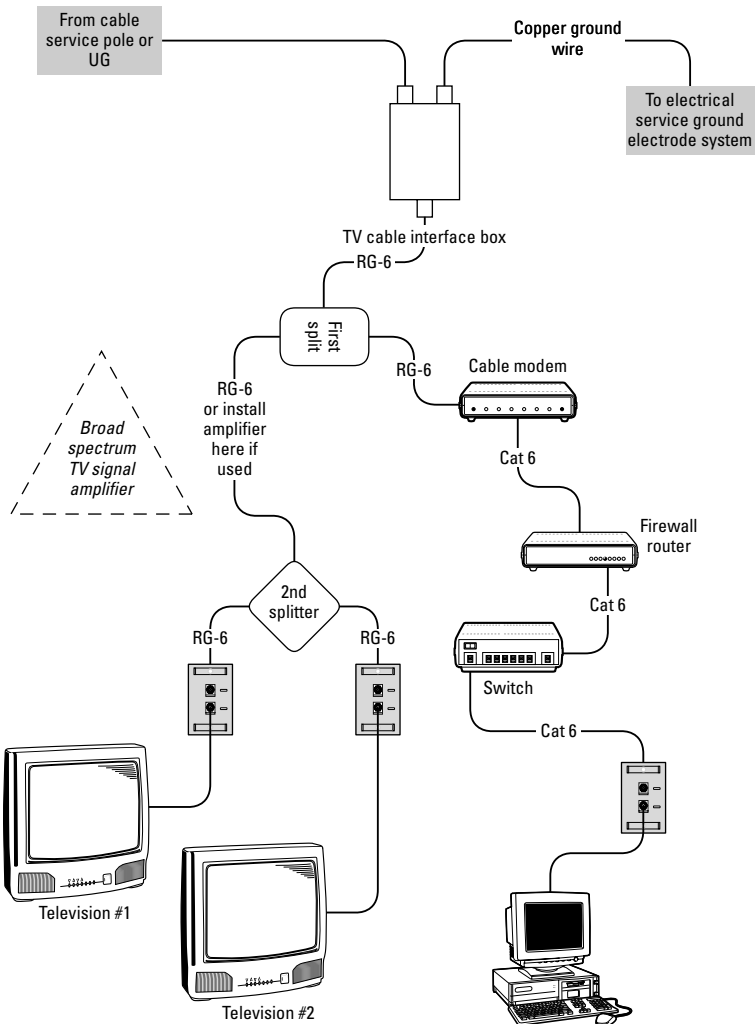 From cable
service pole or
UG
Copper ground
wire
To electrical
service ground
electrode system
TV cable interface box
RG-6
First
split
RG-6
or install
amplifier
here if
used
RG-6
Cable modem
Broad
spectrum
TV signal
amplifier
Cat 6
Firewall
router
2nd
splitter
Cat 6
RG-6
RG-6
Switch
Cat 6
Television #1
Television #2